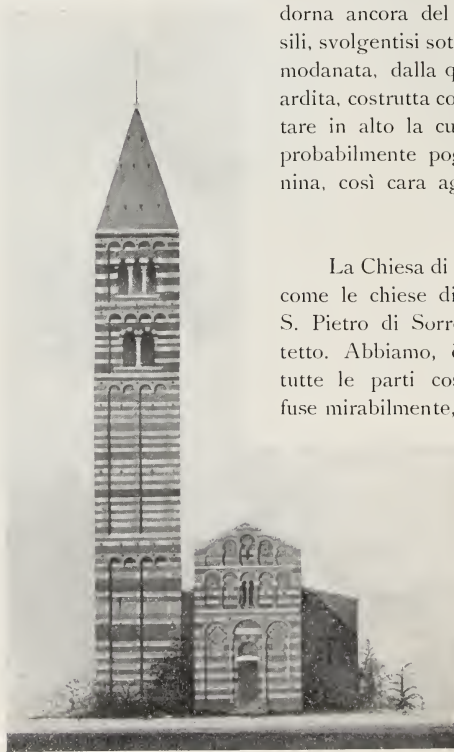 dorna ancora del
sili, svolgentisi sot
modanata, dalla q
ardita, costrutta co
tare in alto la cu
probabilmente pog
nina, così cara ag
La Chiesa di
come le chiese di
S. Pietro di Sorr
tetto. Abbiamo, è
tutte le parti cos
fuse mirabilmente,